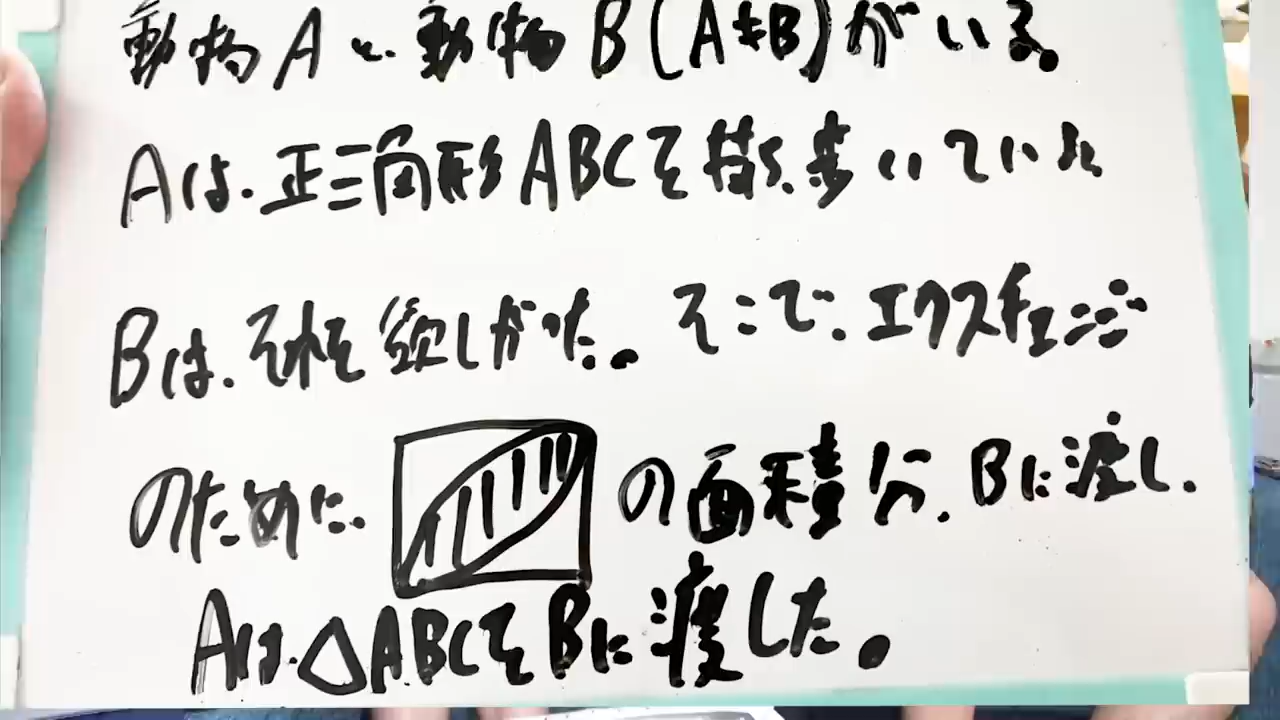 動物Aと、動物B(A≠B)がいる。
Aは、正三角形ABCを持ち、歩いていた
Bは、それを欲しがった。そこで、エクスチェンジ
のために、の面積分、Bに渡し、
Aは、△ABCをBに渡した。